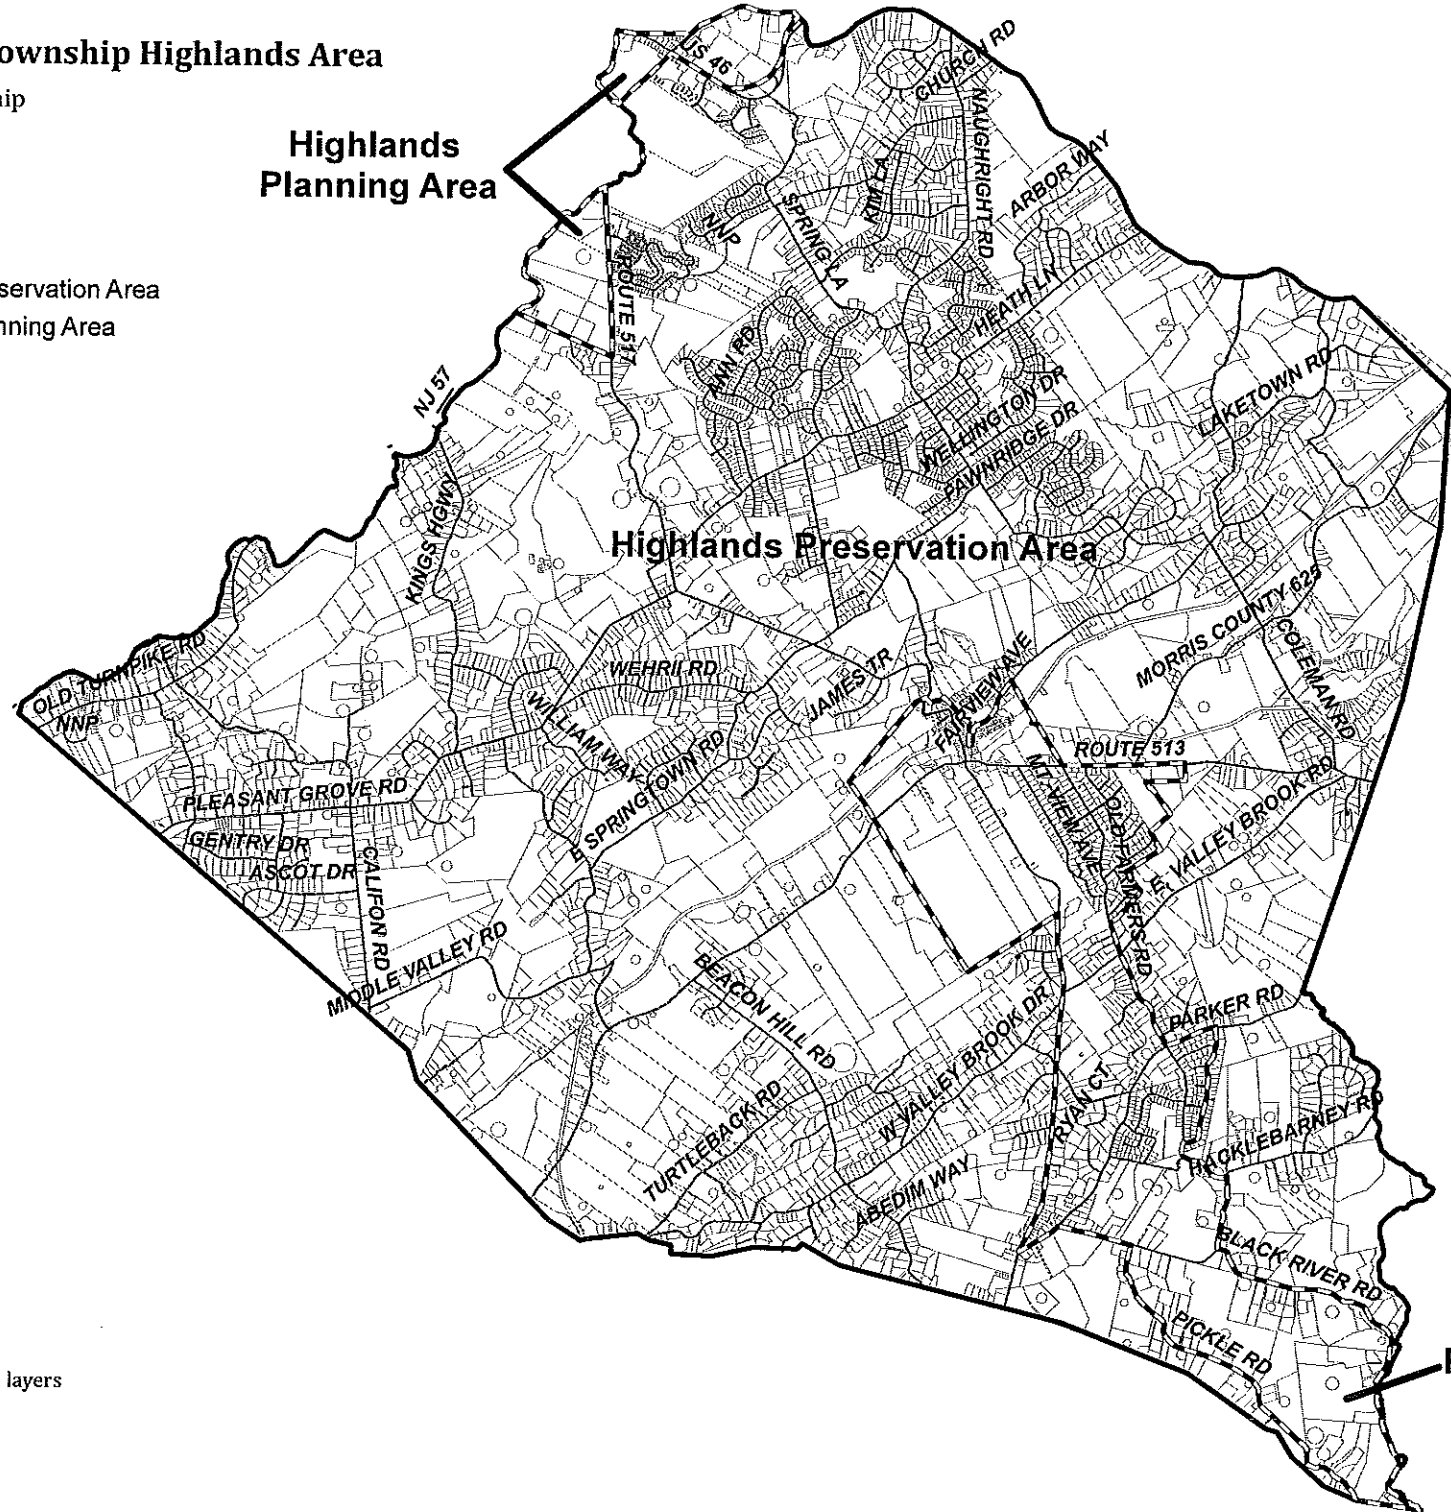 ownship Highlands Area
hip
Highlands
Planning Area
servation Area
nning Area
US 46
CHURCH RD
NAUGHRIGHT RD
ARBOR WAY
KIM LA
SPRING LA
NNP
ROUTE 517
HEATH LN
ANN RD
NJ 57
WELLINGTON DR
PAWNRIDGE DR
LAKETOWN RD
KINGS HGWY
Highlands Preservation Area
MORRIS COUNTY 625
COLEMAN RD
OLD TURNPIKE RD
NNP
WEHRII RD
JAMES TR
FAIRVIEW AVE
WILLIAM WAY
ROUTE 513
E SPRINGTOWN RD
MT. VIEW AVE
OLD FARMERS RD
E. VALLEY BROOK RD
PLEASANT GROVE RD
GENTRY DR
ASCOT DR
CALIFON RD
MIDDLE VALLEY RD
BEACON HILL RD
PARKER RD
W VALLEY BROOK DR
RYAN CT
TURTLEBACK RD
HACKLEBARNEY RD
ABEDIM WAY
BLACK RIVER RD
PICKLE RD
layers